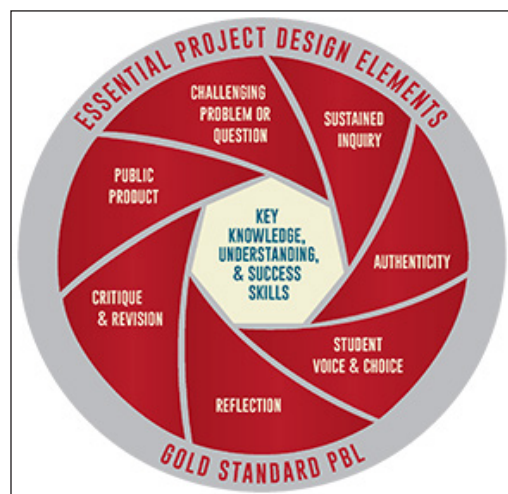 ESSENTIAL PROJECT DESIGN ELEMENTS
CHALLENGING
PROBLEM OR
QUESTION
SUSTAINED
INQUIRY
AUTHENTICITY
STUDENT
VOICE & CHOICE
REFLECTION
CRITIQUE
& REVISION
PUBLIC
PRODUCT
KEY
KNOWLEDGE,
UNDERSTANDING,
& SUCCESS
SKILLS
GOLD STANDARD PBL